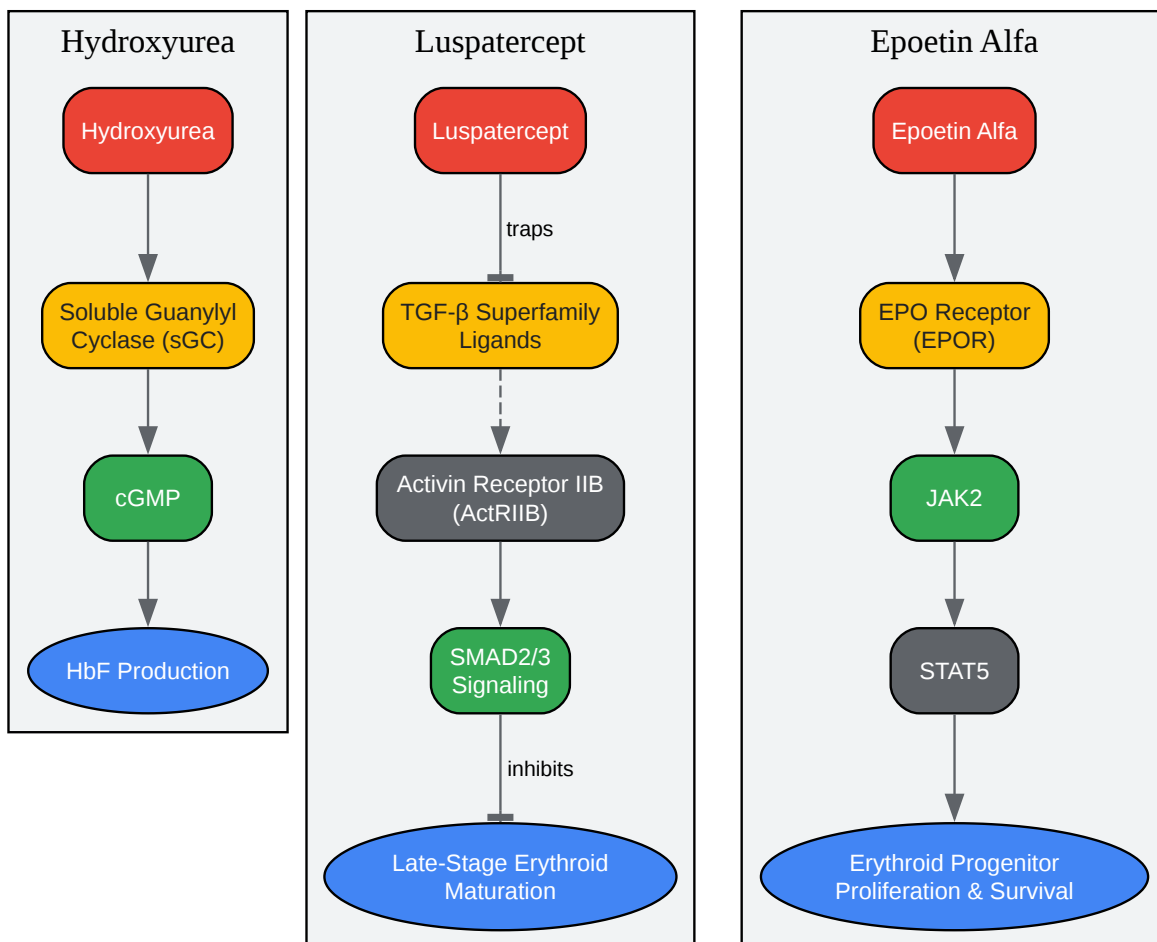 Hydroxyurea
Hydroxyurea
Soluble Guanylyl
Cyclase (sGC)
cGMP
HbF Production
Luspatercept
Luspatercept
traps
TGF-β Superfamily
Ligands
Activin Receptor IIB
(ActRIIB)
SMAD2/3
Signaling
inhibits
Late-Stage Erythroid
Maturation
Epoetin Alfa
Epoetin Alfa
EPO Receptor
(EPOR)
JAK2
STAT5
Erythroid Progenitor
Proliferation & Survival